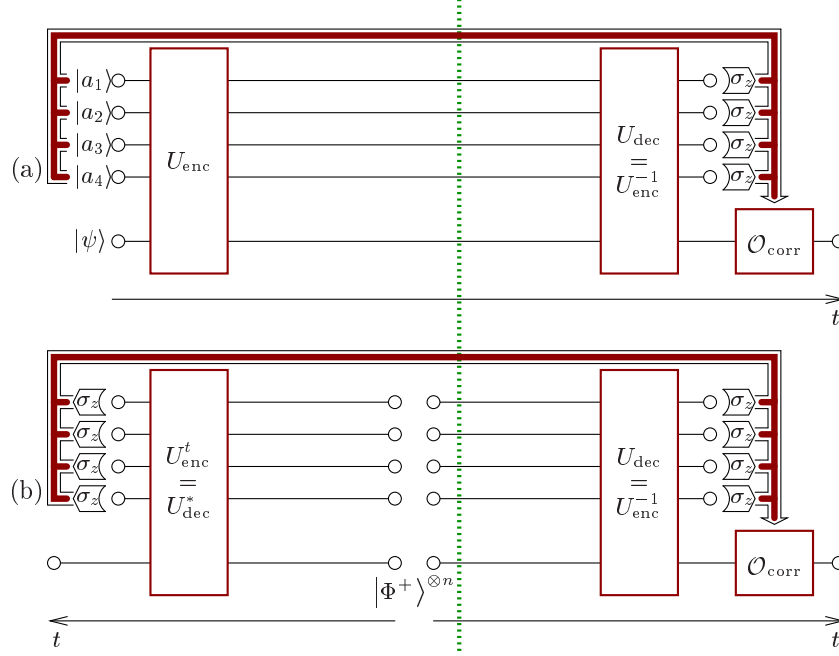 (a)
|a₁⟩
|a₂⟩
|a₃⟩
|a₄⟩
|ψ⟩
U_enc
U_dec
=
U_enc^{-1}
σ_z
σ_z
σ_z
σ_z
𝒪_corr
t
(b)
σ_z
σ_z
σ_z
σ_z
U_enc^t
=
U_dec^*
|Φ⁺⟩^{⊗n}
U_dec
=
U_enc^{-1}
σ_z
σ_z
σ_z
σ_z
𝒪_corr
t
t